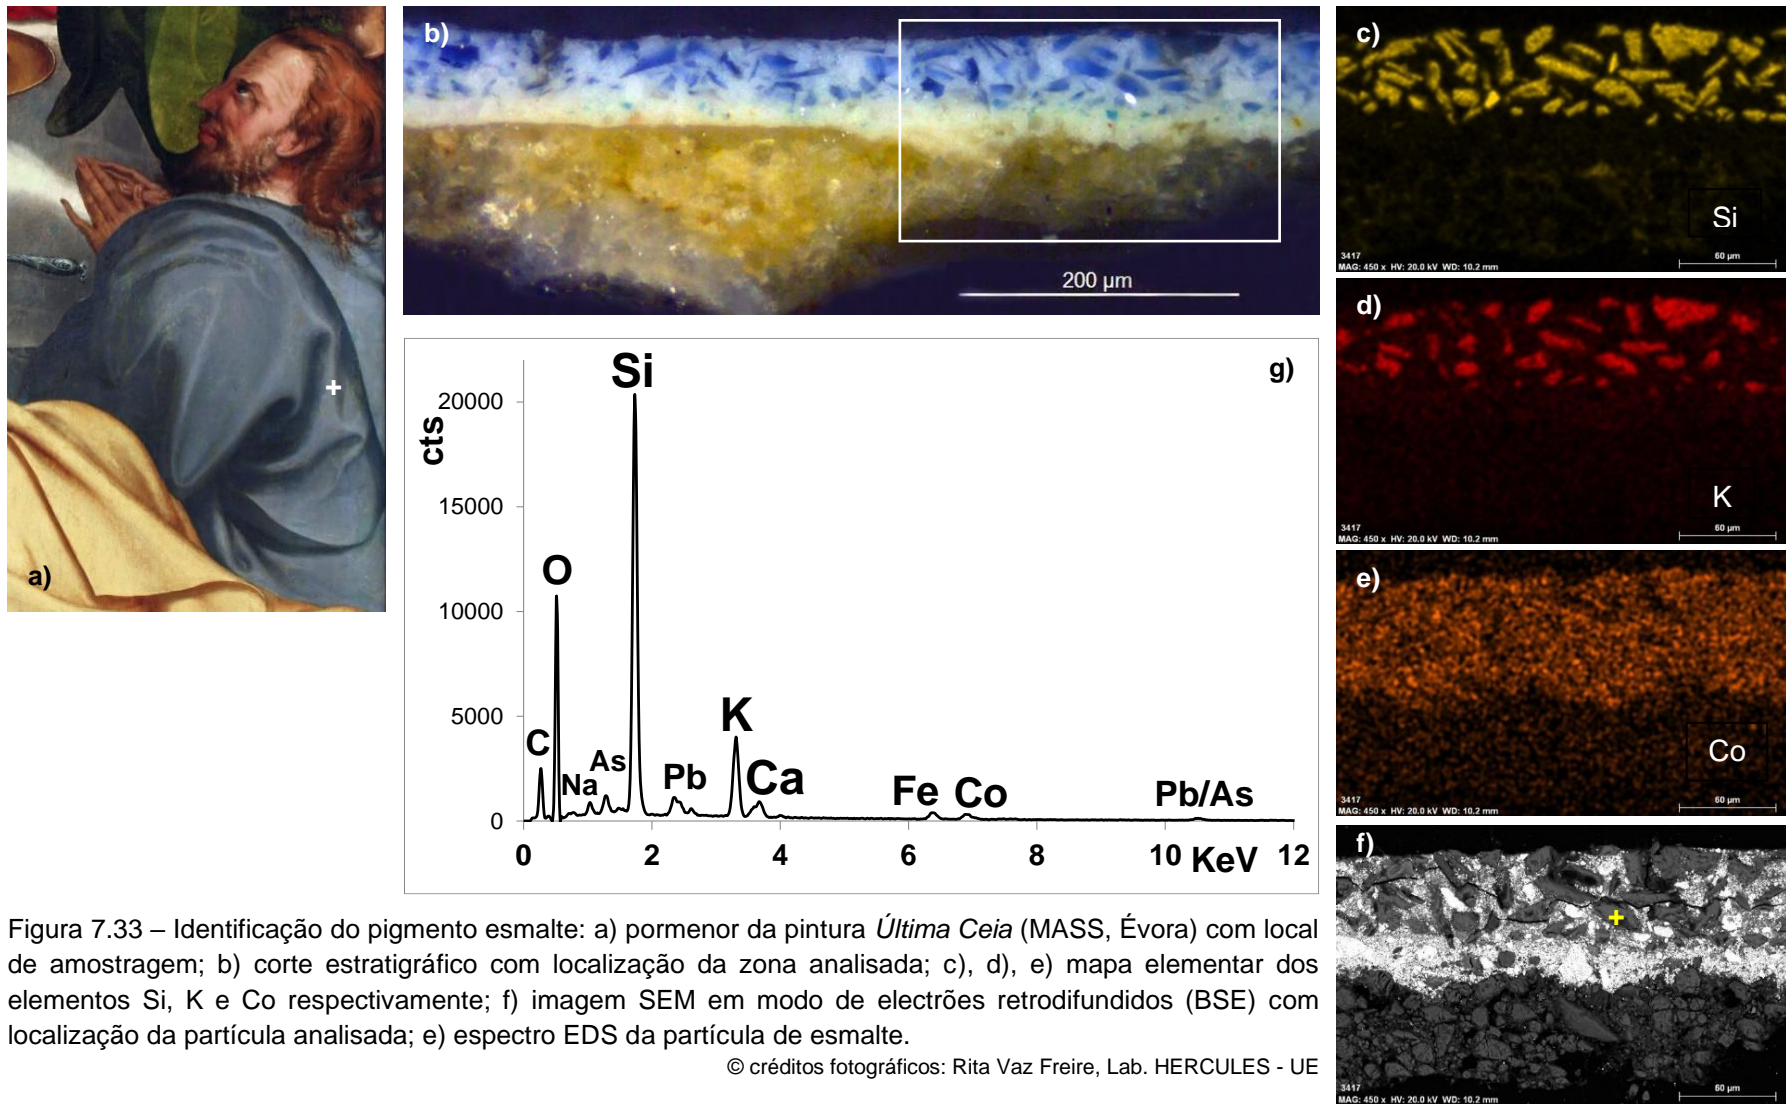 a)
b)
200 µm
c)
Si
3417
MAG: 450 x HV: 20.0 kV WD: 10.2 mm
60 µm
d)
K
3417
MAG: 450 x HV: 20.0 kV WD: 10.2 mm
60 µm
e)
Co
3417
MAG: 450 x HV: 20.0 kV WD: 10.2 mm
60 µm
f)
3417
MAG: 450 x HV: 20.0 kV WD: 10.2 mm
60 µm
g)
cts
20000
15000
10000
5000
0
C
O
Na
As
Si
Pb
K
Ca
Fe
Co
Pb/As
0 2 4 6 8 10 KeV 12
Figura 7.33 – Identificação do pigmento esmalte: a) pormenor da pintura Última Ceia (MASS, Évora) com local
de amostragem; b) corte estratigráfico com localização da zona analisada; c), d), e) mapa elementar dos
elementos Si, K e Co respectivamente; f) imagem SEM em modo de electrões retrodifundidos (BSE) com
localização da partícula analisada; e) espectro EDS da partícula de esmalte.
© créditos fotográficos: Rita Vaz Freire, Lab. HERCULES - UE